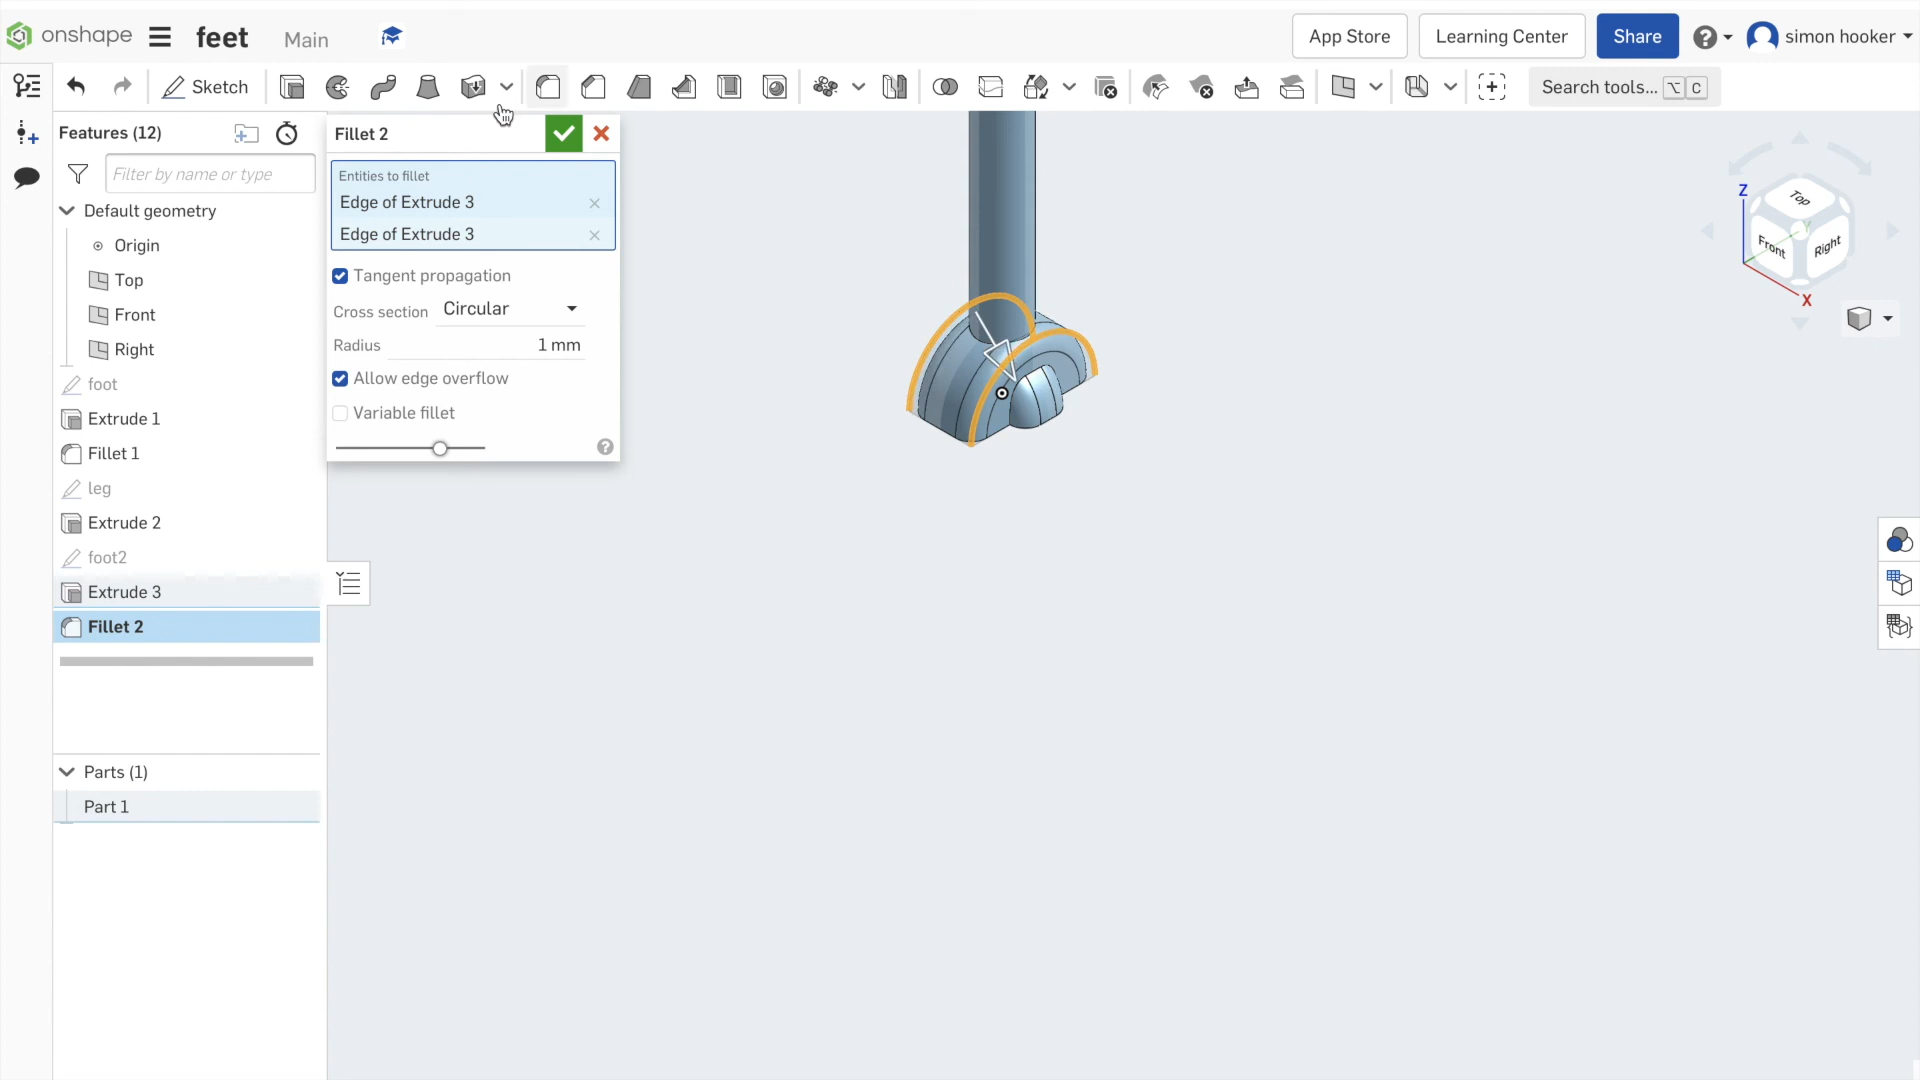 onshape
feet
Main
App Store
Learning Center
Share
?
simon hooker
Sketch
Search tools... ⌥ C
Features (12)
Filter by name or type
Default geometry
Origin
Top
Front
Right
foot
Extrude 1
Fillet 1
leg
Extrude 2
foot2
Extrude 3
Fillet 2
Parts (1)
Part 1
Fillet 2
Entities to fillet
Edge of Extrude 3
Edge of Extrude 3
Tangent propagation
Cross section Circular
Radius 1 mm
Allow edge overflow
Variable fillet
?
Z
Top
Y
Front
Right
X